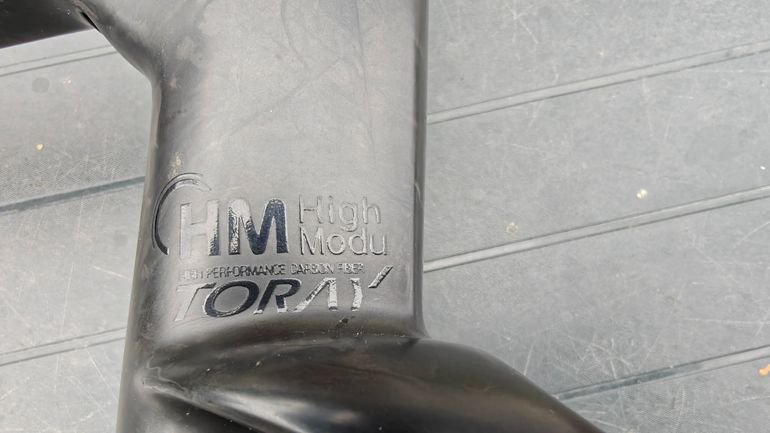 HM High
Modu
HIGH PERFORMANCE CARBON FIBER
TORAY